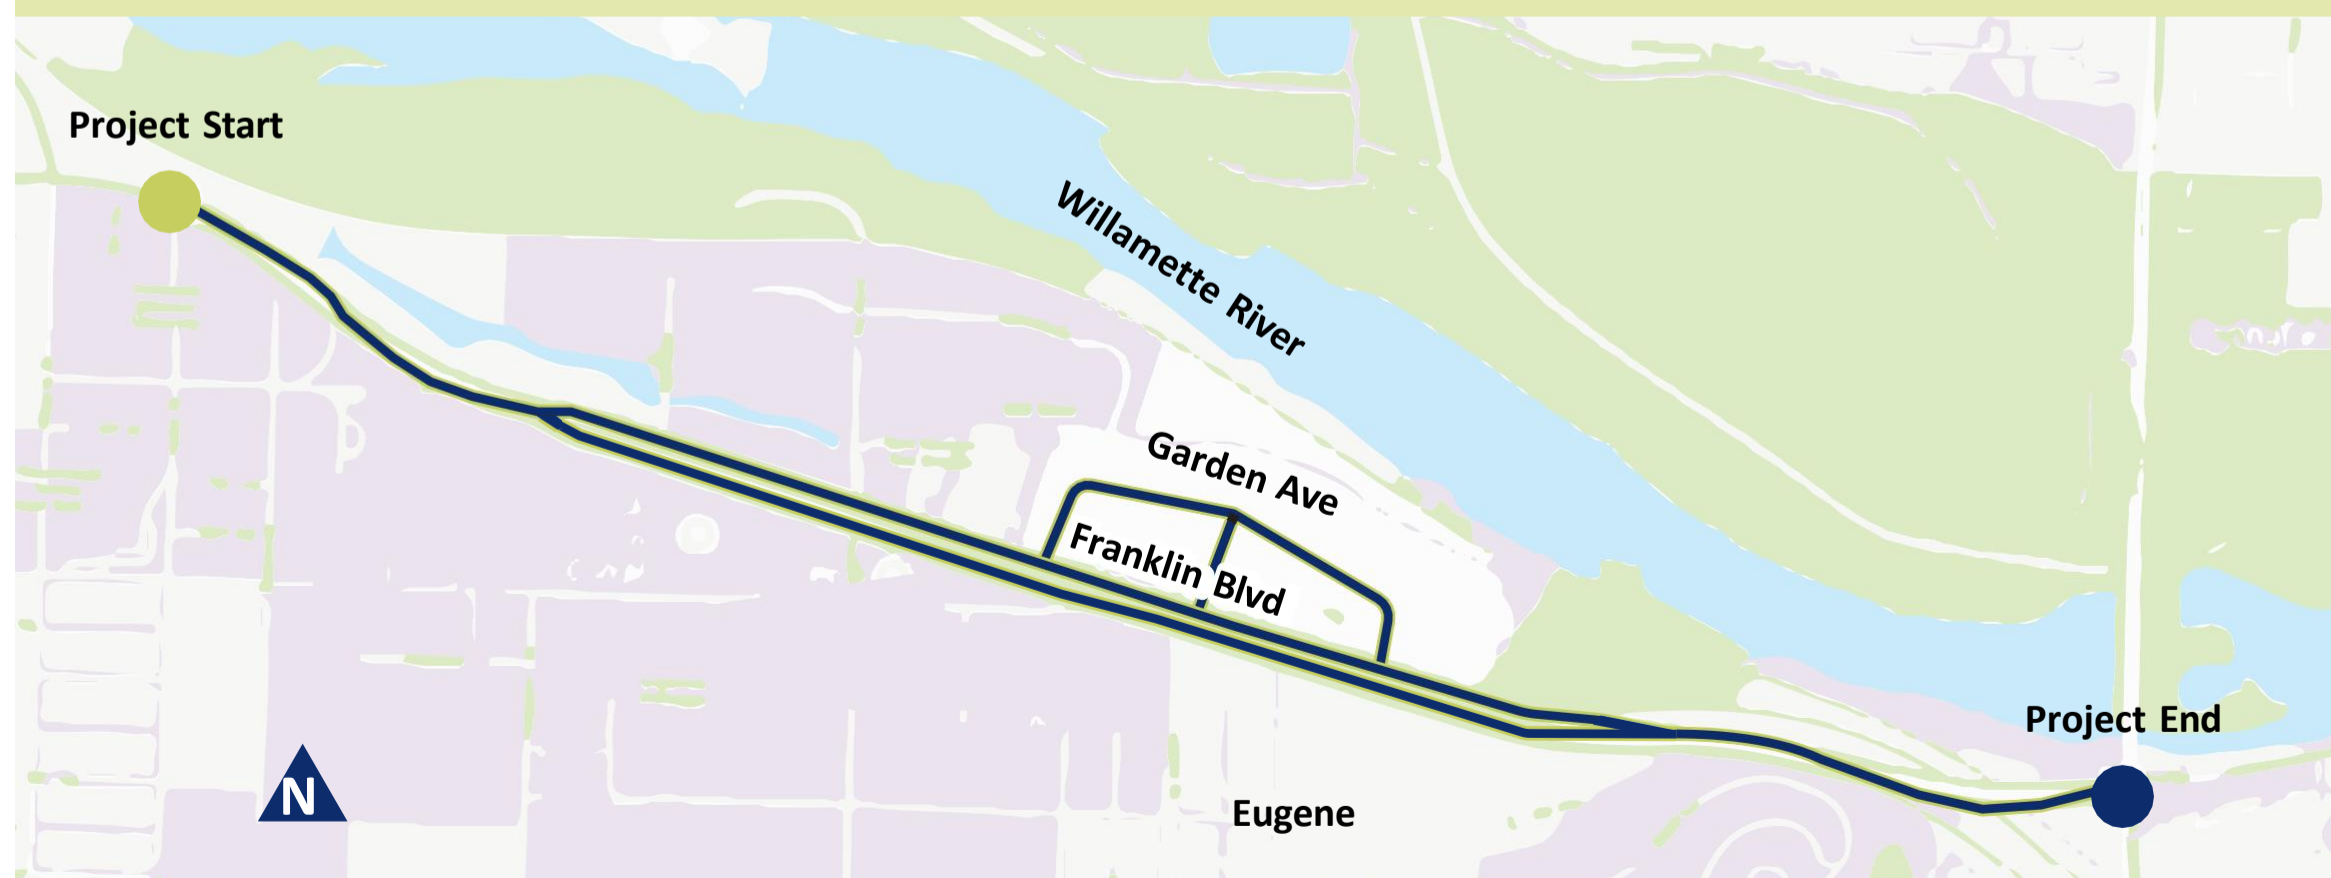 Project Start
Willamette River
Garden Ave
Franklin Blvd
Project End
N
Eugene